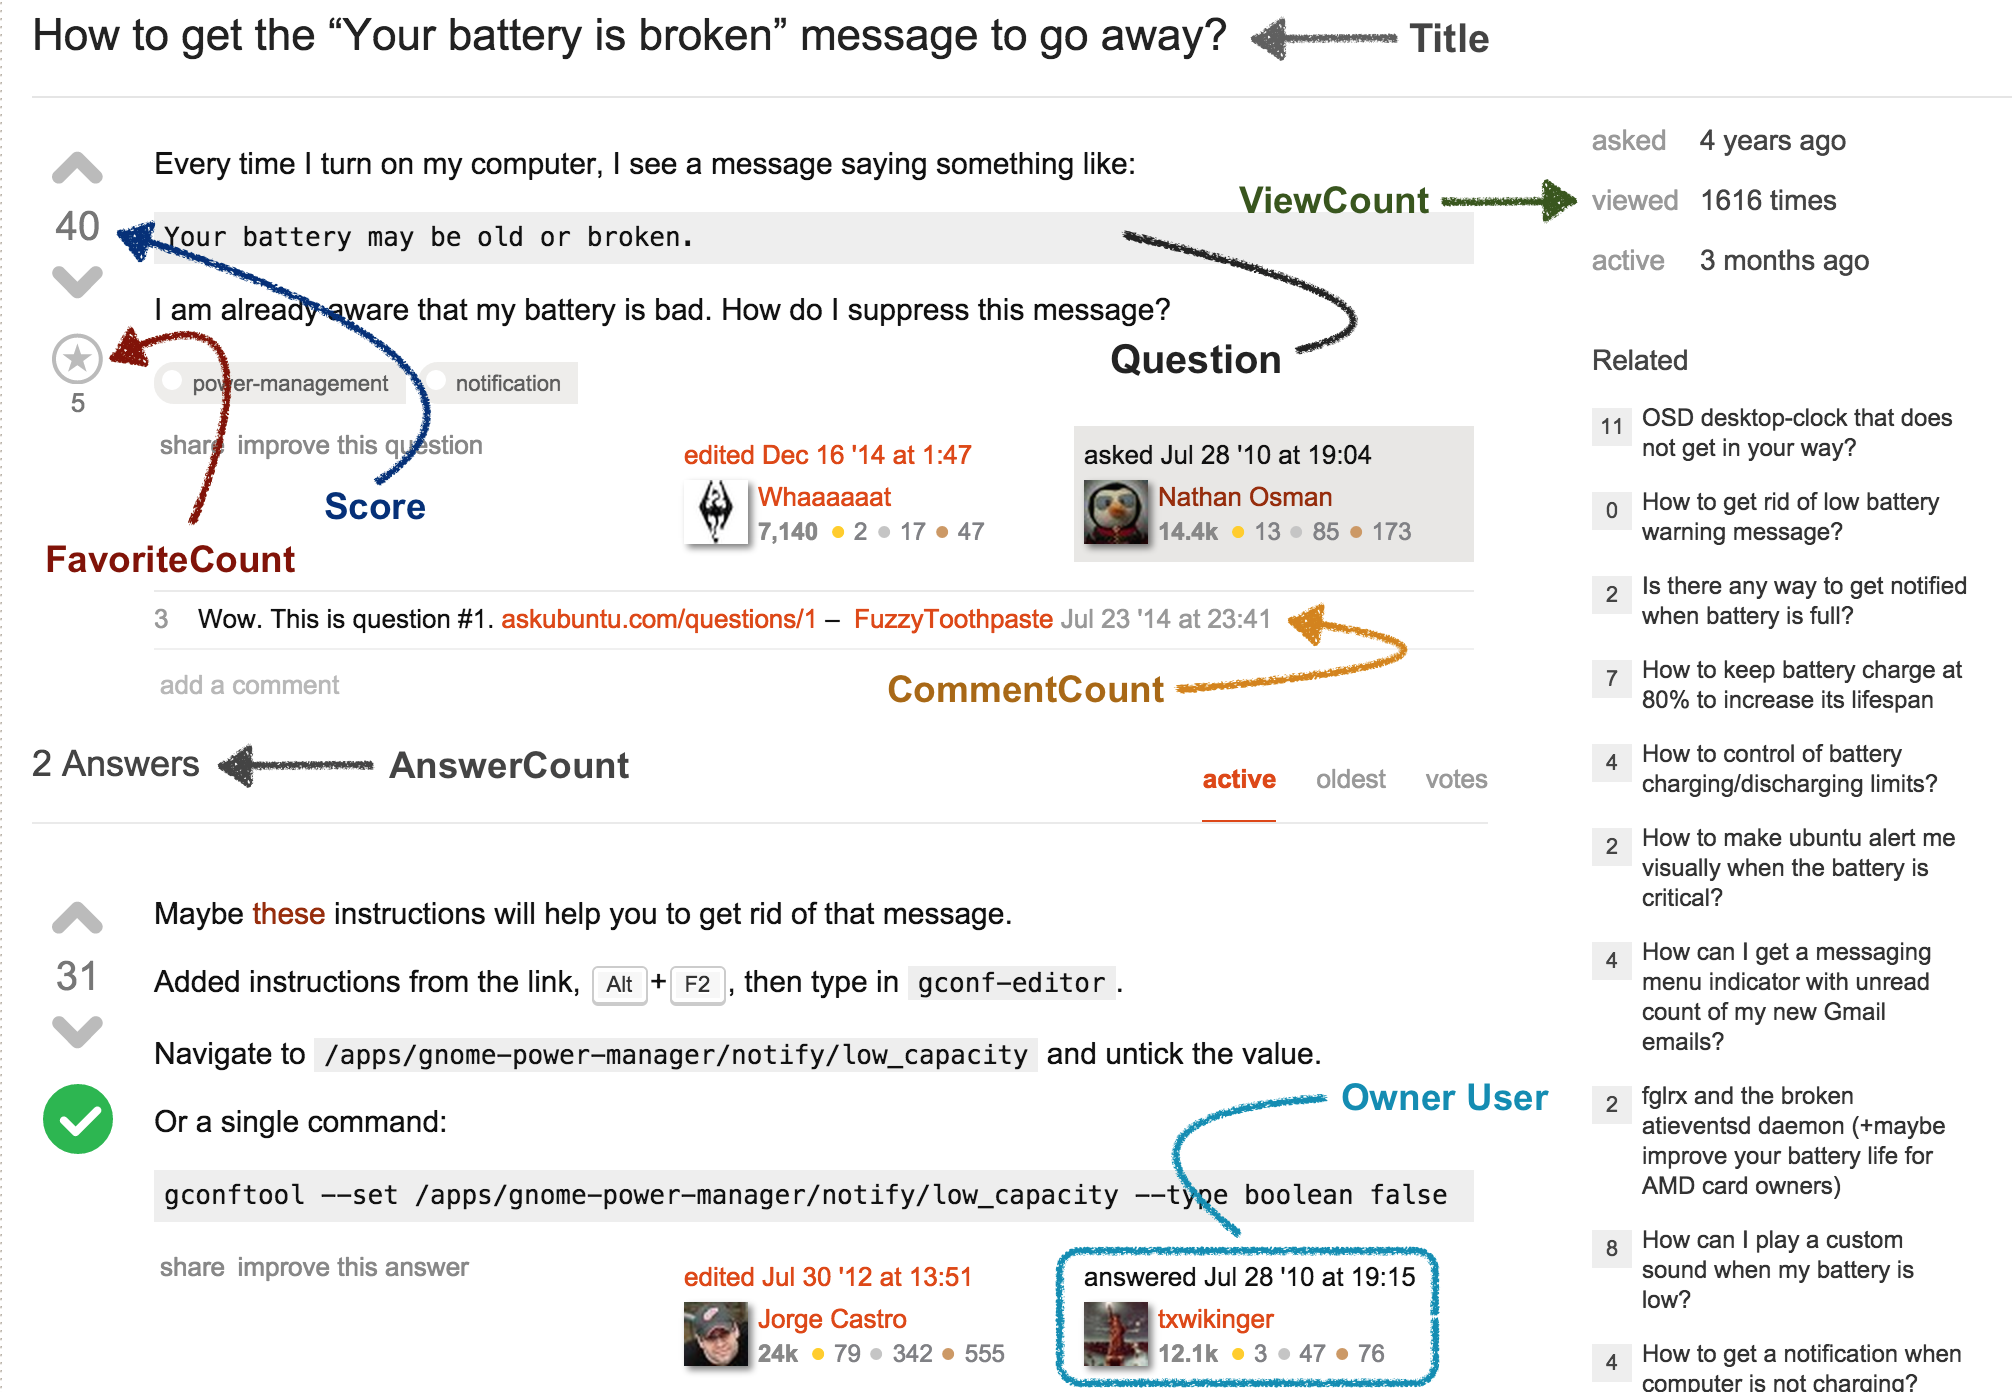 How to get the “Your battery is broken” message to go away?
Title
40
5
Every time I turn on my computer, I see a message saying something like:
Your battery may be old or broken.
I am already aware that my battery is bad. How do I suppress this message?
Question
power-management notification
share improve this question
Score
FavoriteCount
edited Dec 16 '14 at 1:47
Whaaaaaat
7,140 2 17 47
asked Jul 28 '10 at 19:04
Nathan Osman
14.4k 13 85 173
3 Wow. This is question #1. askubuntu.com/questions/1 – FuzzyToothpaste Jul 23 '14 at 23:41
add a comment
CommentCount
2 Answers
AnswerCount
active oldest votes
31
Maybe these instructions will help you to get rid of that message.
Added instructions from the link, Alt+F2, then type in gconf-editor.
Navigate to /apps/gnome-power-manager/notify/low_capacity and untick the value.
Or a single command:
Owner User
gconftool --set /apps/gnome-power-manager/notify/low_capacity --type boolean false
share improve this answer
edited Jul 30 '12 at 13:51
Jorge Castro
24k 79 342 555
answered Jul 28 '10 at 19:15
txwikinger
12.1k 3 47 76
asked 4 years ago
ViewCount
viewed 1616 times
active 3 months ago
Related
11 OSD desktop-clock that does
not get in your way?
0 How to get rid of low battery
warning message?
2 Is there any way to get notified
when battery is full?
7 How to keep battery charge at
80% to increase its lifespan
4 How to control of battery
charging/discharging limits?
2 How to make ubuntu alert me
visually when the battery is
critical?
4 How can I get a messaging
menu indicator with unread
count of my new Gmail
emails?
2 fglrx and the broken
atieventsd daemon (+maybe
improve your battery life for
AMD card owners)
8 How can I play a custom
sound when my battery is
low?
4 How to get a notification when
computer is not charging?